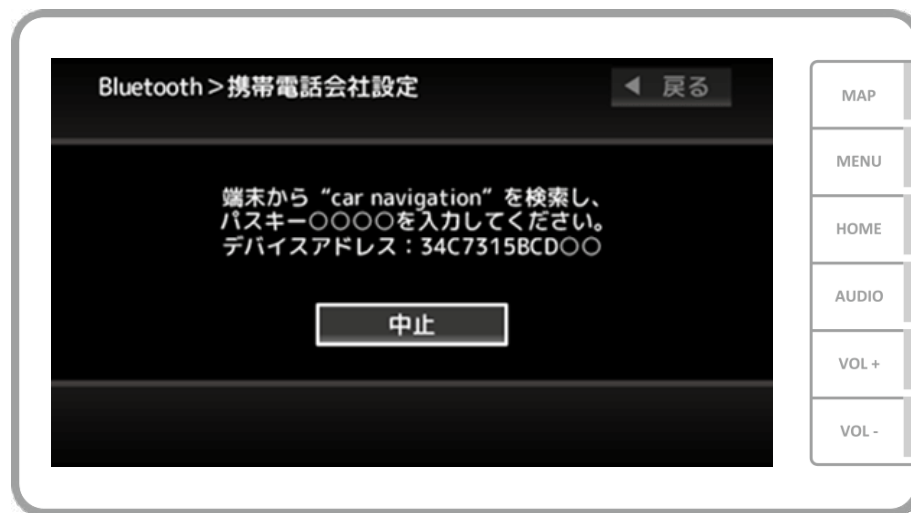 Bluetooth>携帯電話会社設定
◀ 戻る
端末から“car navigation”を検索し、
パスキー○○○○を入力してください。
デバイスアドレス：34C7315BCD○○
中止
MAP
MENU
HOME
AUDIO
VOL +
VOL -